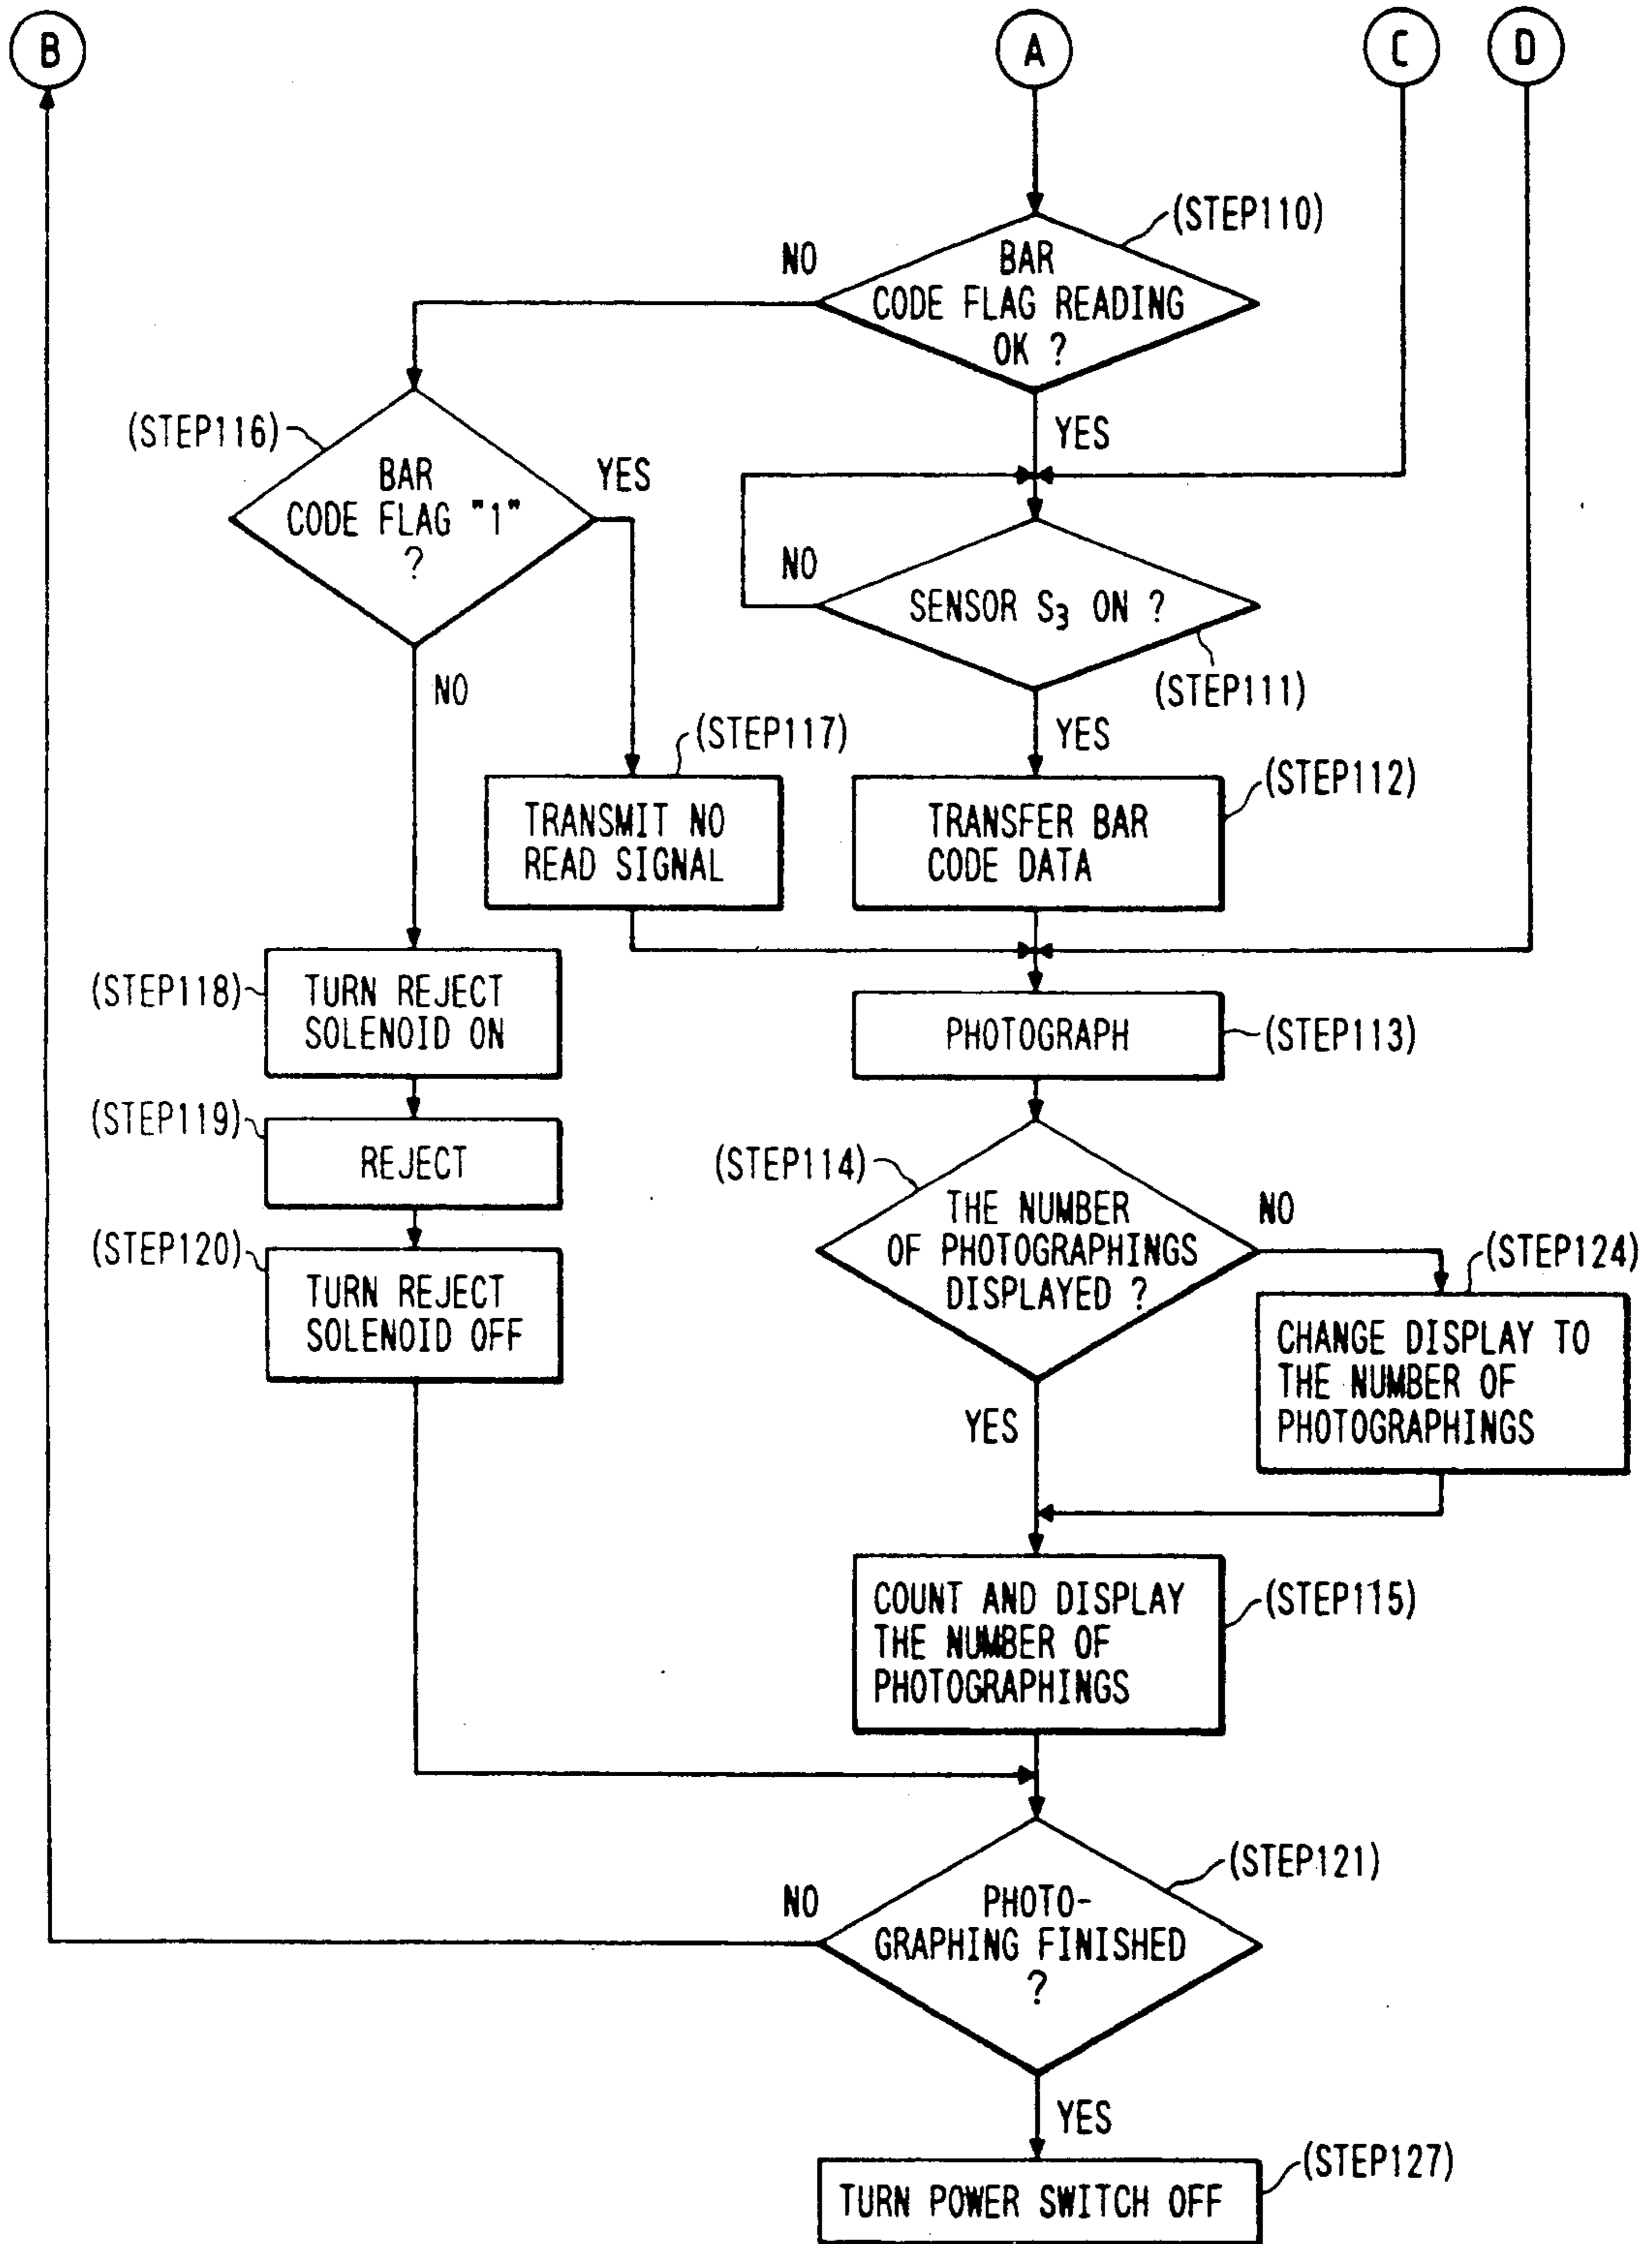 B
A
C
D
(STEP110)
NO
BAR
CODE FLAG READING
OK ?
YES
(STEP116)
BAR
CODE FLAG "1"
?
YES
NO
NO
SENSOR S3 ON ?
(STEP111)
YES
(STEP117)
TRANSMIT NO
READ SIGNAL
(STEP112)
TRANSFER BAR
CODE DATA
(STEP118)
TURN REJECT
SOLENOID ON
PHOTOGRAPH
(STEP113)
(STEP119)
REJECT
(STEP114)
THE NUMBER
OF PHOTOGRAPHINGS
DISPLAYED ?
NO
YES
(STEP120)
TURN REJECT
SOLENOID OFF
(STEP124)
CHANGE DISPLAY TO
THE NUMBER OF
PHOTOGRAPHINGS
COUNT AND DISPLAY
THE NUMBER OF
PHOTOGRAPHINGS
(STEP115)
(STEP121)
NO
PHOTO-
GRAPHING FINISHED
?
YES
(STEP127)
TURN POWER SWITCH OFF